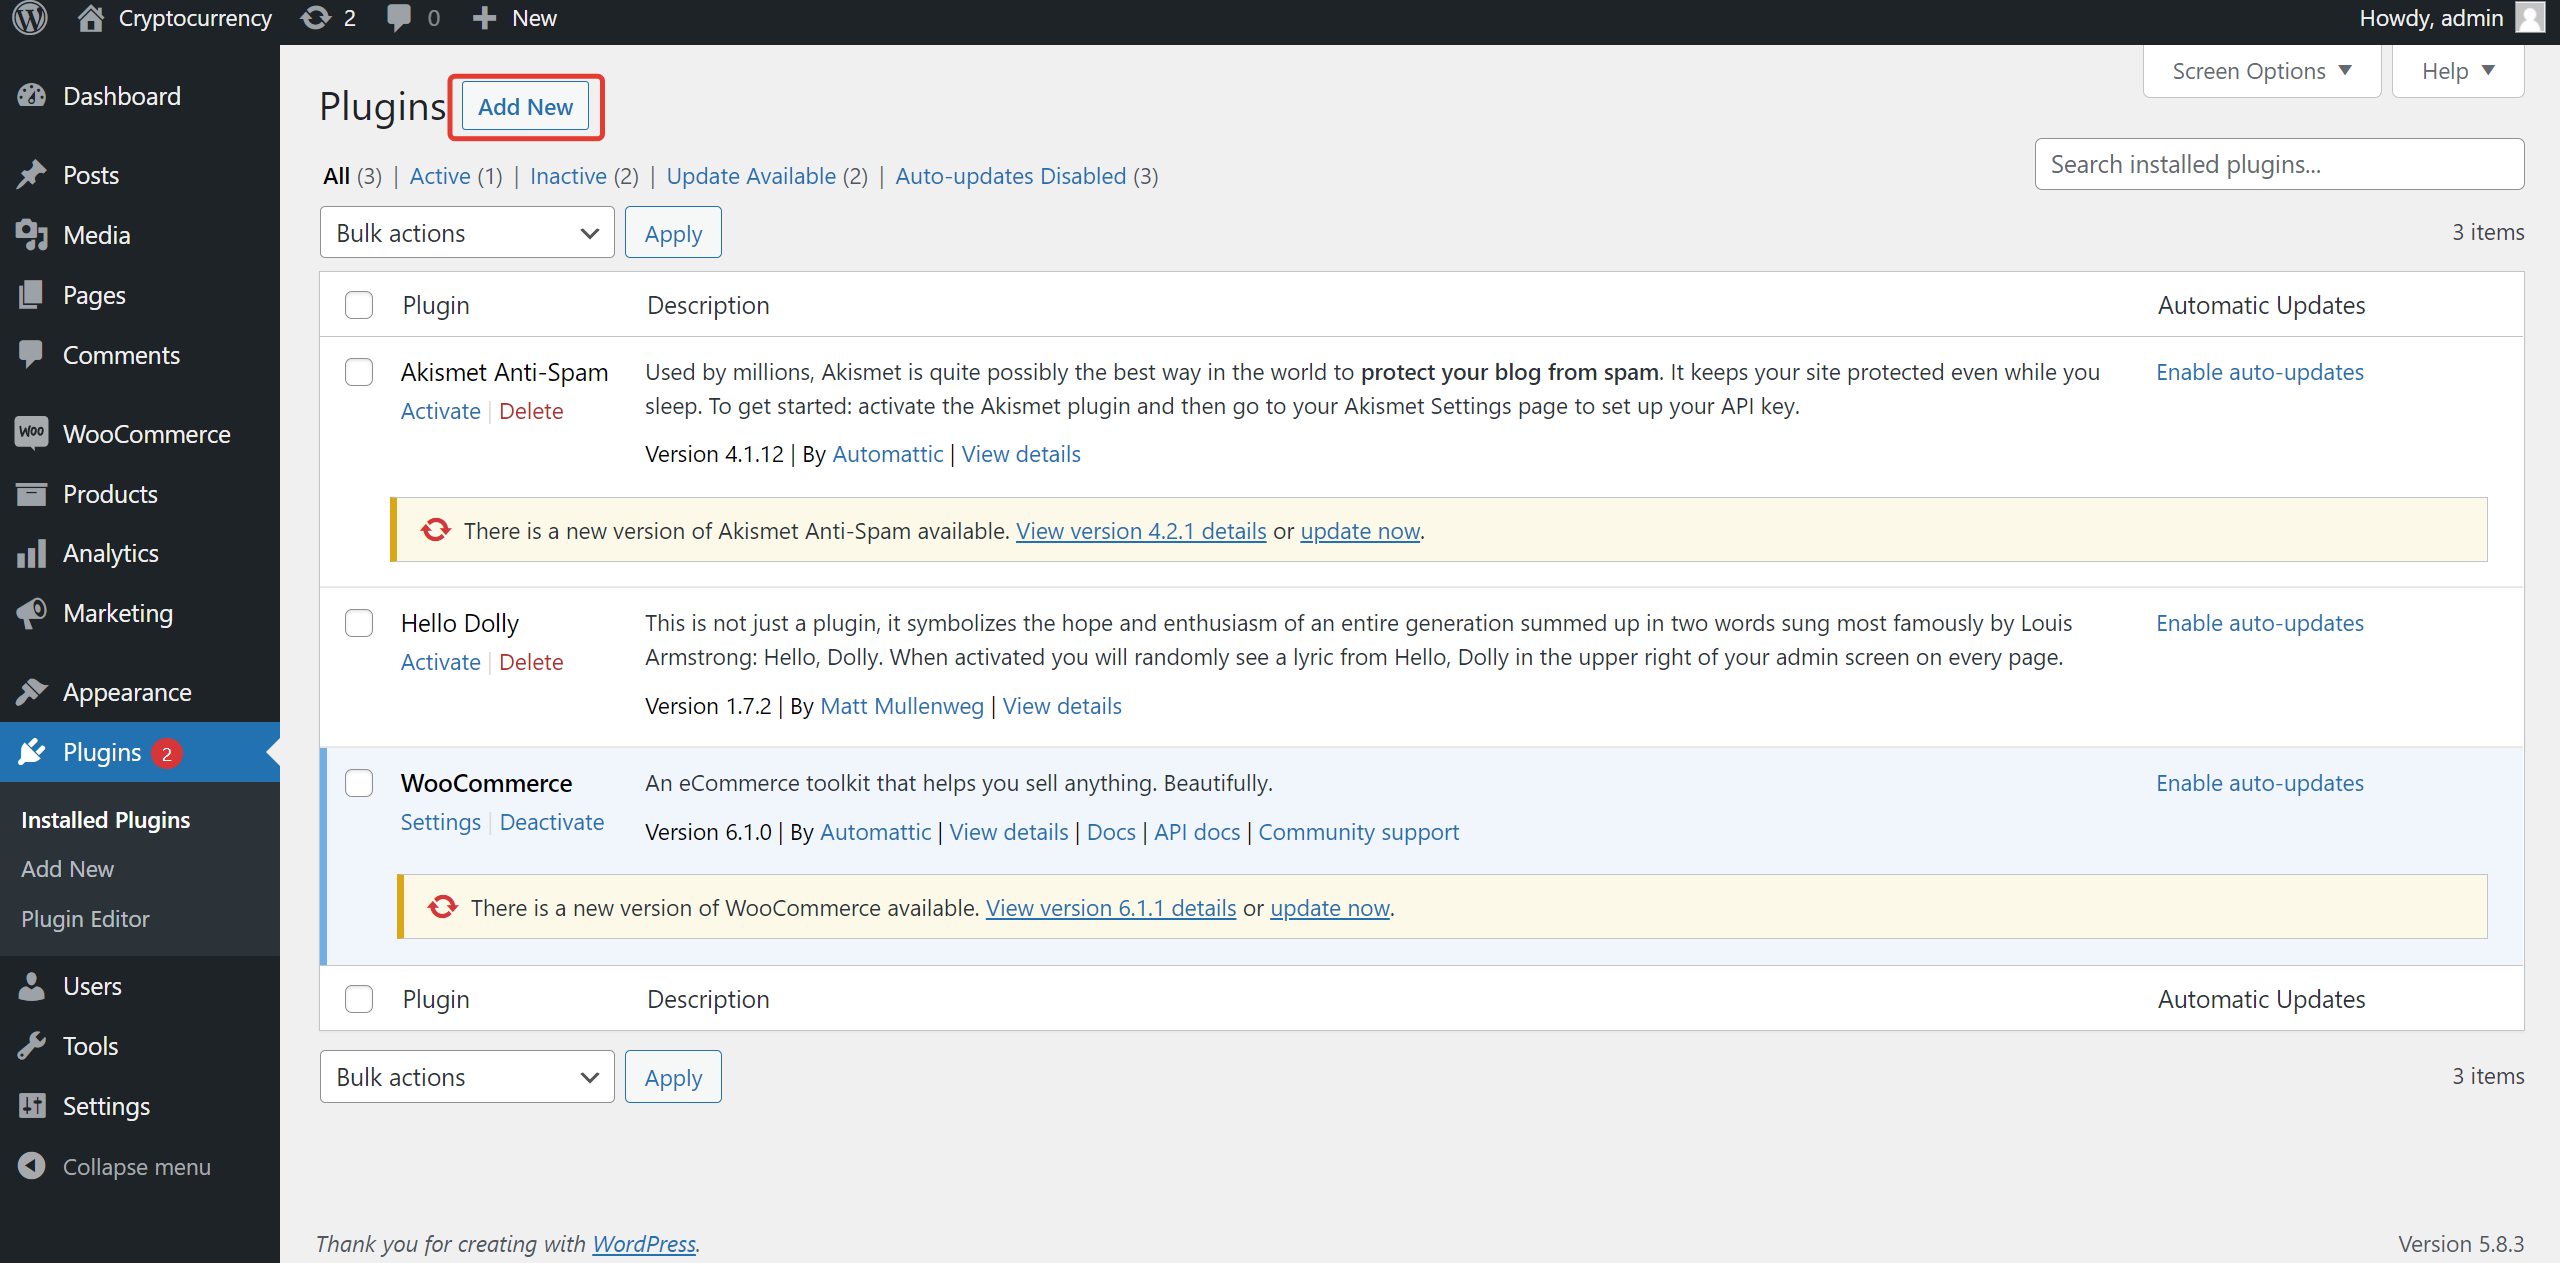 Cryptocurrency 2 0 New Howdy, admin
Screen Options Help
Dashboard
Posts
Media
Pages
Comments
Woo WooCommerce
Products
Analytics
Marketing
Appearance
Plugins 2
Installed Plugins
Add New
Plugin Editor
Users
Tools
Settings
Collapse menu
Plugins Add New
All (3) | Active (1) | Inactive (2) | Update Available (2) | Auto-updates Disabled (3)
Search installed plugins...
Bulk actions Apply 3 items
Plugin Description Automatic Updates
Akismet Anti-Spam
Activate | Delete
Used by millions, Akismet is quite possibly the best way in the world to protect your blog from spam. It keeps your site protected even while you
sleep. To get started: activate the Akismet plugin and then go to your Akismet Settings page to set up your API key.
Version 4.1.12 | By Automattic | View details
Enable auto-updates
There is a new version of Akismet Anti-Spam available. View version 4.2.1 details or update now.
Hello Dolly
Activate | Delete
This is not just a plugin, it symbolizes the hope and enthusiasm of an entire generation summed up in two words sung most famously by Louis
Armstrong: Hello, Dolly. When activated you will randomly see a lyric from Hello, Dolly in the upper right of your admin screen on every page.
Version 1.7.2 | By Matt Mullenweg | View details
Enable auto-updates
WooCommerce
Settings | Deactivate
An eCommerce toolkit that helps you sell anything. Beautifully.
Version 6.1.0 | By Automattic | View details | Docs | API docs | Community support
Enable auto-updates
There is a new version of WooCommerce available. View version 6.1.1 details or update now.
Plugin Description Automatic Updates
Bulk actions Apply 3 items
Thank you for creating with WordPress. Version 5.8.3